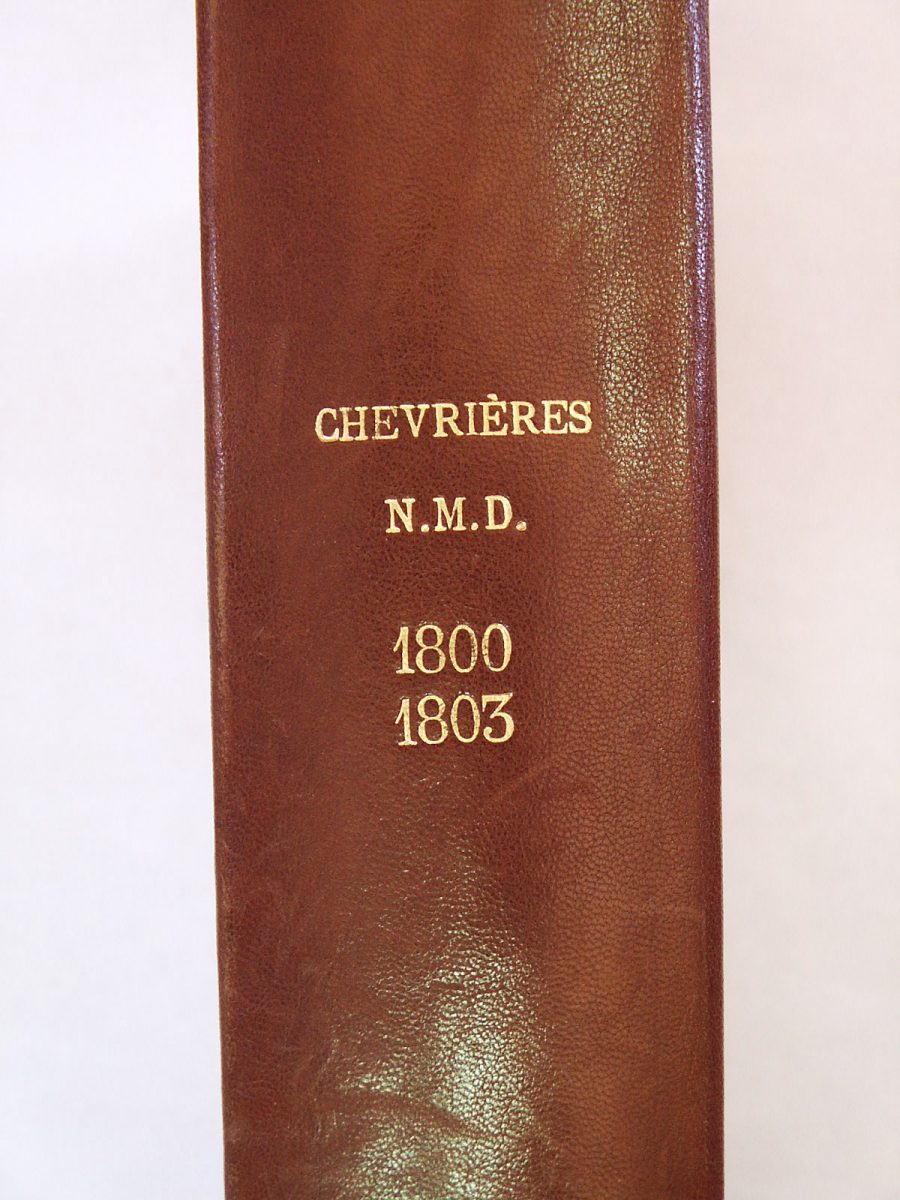 CHEVRIÈRES
N.M.D.
1800
1803